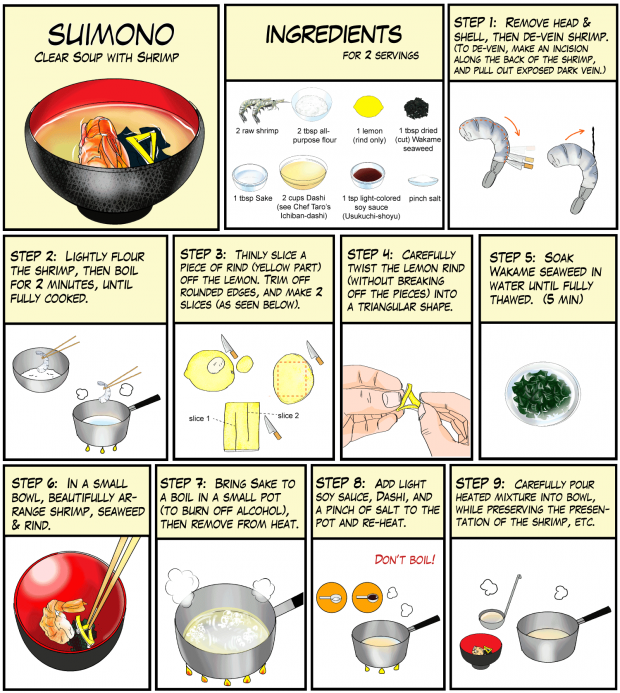 SUIMONO
CLEAR SOUP WITH SHRIMP
INGREDIENTS
FOR 2 SERVINGS
2 raw shrimp
2 tbsp all-
purpose flour
1 lemon
(rind only)
1 tbsp dried
(cut) Wakame
seaweed
1 tbsp Sake
2 cups Dashi
(see Chef Taro's
Ichiban-dashi)
1 tsp light-colored
soy sauce
(Usukuchi-shoyu)
pinch salt
STEP 1: REMOVE HEAD &
SHELL, THEN DE-VEIN SHRIMP.
(TO DE-VEIN, MAKE AN INCISION
ALONG THE BACK OF THE SHRIMP,
AND PULL OUT EXPOSED DARK VEIN.)
STEP 2: LIGHTLY FLOUR
THE SHRIMP, THEN BOIL
FOR 2 MINUTES, UNTIL
FULLY COOKED.
STEP 3: THINLY SLICE A
PIECE OF RIND (YELLOW PART)
OFF THE LEMON. TRIM OFF
ROUNDED EDGES, AND MAKE 2
SLICES (AS SEEN BELOW).
slice 1
slice 2
STEP 4: CAREFULLY
TWIST THE LEMON RIND
(WITHOUT BREAKING
OFF THE PIECES) INTO
A TRIANGULAR SHAPE.
STEP 5: SOAK
WAKAME SEAWEED IN
WATER UNTIL FULLY
THAWED. (5 MIN)
STEP 6: IN A SMALL
BOWL, BEAUTIFULLY AR-
RANGE SHRIMP, SEAWEED
& RIND.
STEP 7: BRING SAKE TO
A BOIL IN A SMALL POT
(TO BURN OFF ALCOHOL),
THEN REMOVE FROM HEAT.
STEP 8: ADD LIGHT
SOY SAUCE, DASHI, AND
A PINCH OF SALT TO THE
POT AND RE-HEAT.
DON'T BOIL!
STEP 9: CAREFULLY POUR
HEATED MIXTURE INTO BOWL,
WHILE PRESERVING THE PRESEN-
TATION OF THE SHRIMP, ETC.